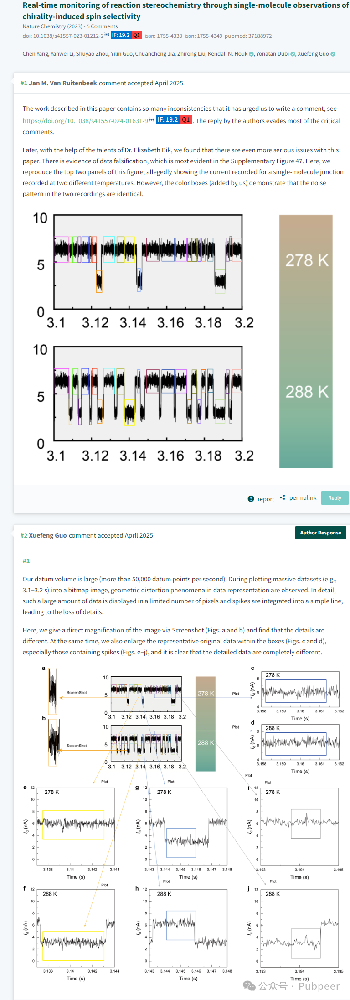 Real-time monitoring of reaction stereochemistry through single-molecule observations of
chirality-induced spin selectivity
Nature Chemistry (2023) - 5 Comments
doi: 10.1038/s41557-023-01212-2 IF: 19.2 Q1 issn: 1755-4330 issn: 1755-4349 pubmed: 37188972
Chen Yang, Yanwei Li, Shuyao Zhou, Yilin Guo, Chuancheng Jia, Zhirong Liu, Kendall N. Houk, Yonatan Dubi, Xuefeng Guo
#1 Jan M. Van Ruitenbeek comment accepted April 2025
The work described in this paper contains so many inconsistencies that it has urged us to write a comment, see
https://doi.org/10.1038/s41557-024-01631-9 IF: 19.2 Q1. The reply by the authors evades most of the critical
comments.
Later, with the help of the talents of Dr. Elisabeth Bik, we found that there are even more serious issues with this
paper. There is evidence of data falsification, which is most evident in the Supplementary Figure 47. Here, we
reproduce the top two panels of this figure, allegedly showing the current recorded for a single-molecule junction
recorded at two different temperatures. However, the color boxes (added by us) demonstrate that the noise
pattern in the two recordings are identical.
10
5
0
3.1 3.12 3.14 3.16 3.18 3.2
278 K
10
5
0
3.1 3.12 3.14 3.16 3.18 3.2
288 K
report permalink Reply
#2 Xuefeng Guo comment accepted April 2025
Author Response
#1
Our datum volume is large (more than 50,000 datum points per second). During plotting massive datasets (e.g.,
3.1−3.2 s) into a bitmap image, geometric distortion phenomena in data representation are observed. In detail,
such a large amount of data is displayed in a limited number of pixels and spikes are integrated into a simple line,
leading to the loss of details.
Here, we give a direct magnification of the image via Screenshot (Figs. a and b) and find that the details are
different. At the same time, we also enlarge the representative original data within the boxes (Figs. c and d),
especially those containing spikes (Figs. e−j), and it is clear that the detailed data are completely different.
a
ScreenShot
10
5
0
3.1 3.12 3.14 3.16 3.18 3.2
278 K
Plot
c
278 K
8
6
4
Id (nA)
3.158 3.159 3.16 3.161 3.162
Time (s)
b
ScreenShot
10
5
0
3.1 3.12 3.14 3.16 3.18 3.2
288 K
Plot
d
288 K
8
6
4
Id (nA)
3.158 3.159 3.16 3.161 3.162
Time (s)
Plot
Plot
Plot
Plot
e
278 K
12
10
8
6
4
2
0
Id (nA)
3.138 3.14 3.142 3.144
Time (s)
g
278 K
12
10
8
6
4
2
0
Id (nA)
3.143 3.144 3.145 3.146 3.147 3.148
Time (s)
i
278 K
12
10
8
6
4
2
0
Id (nA)
3.193 3.194 3.195
Time (s)
Plot
Plot
Plot
f
288 K
12
10
8
6
4
2
0
Id (nA)
3.138 3.14 3.142 3.144
Time (s)
h
288 K
12
10
8
6
4
2
0
Id (nA)
3.143 3.144 3.145 3.146 3.147 3.148
Time (s)
j
288 K
12
10
8
6
4
2
0
Id (nA)
3.193 3.194 3.195
Time (s)
公众号 · Pubpeer